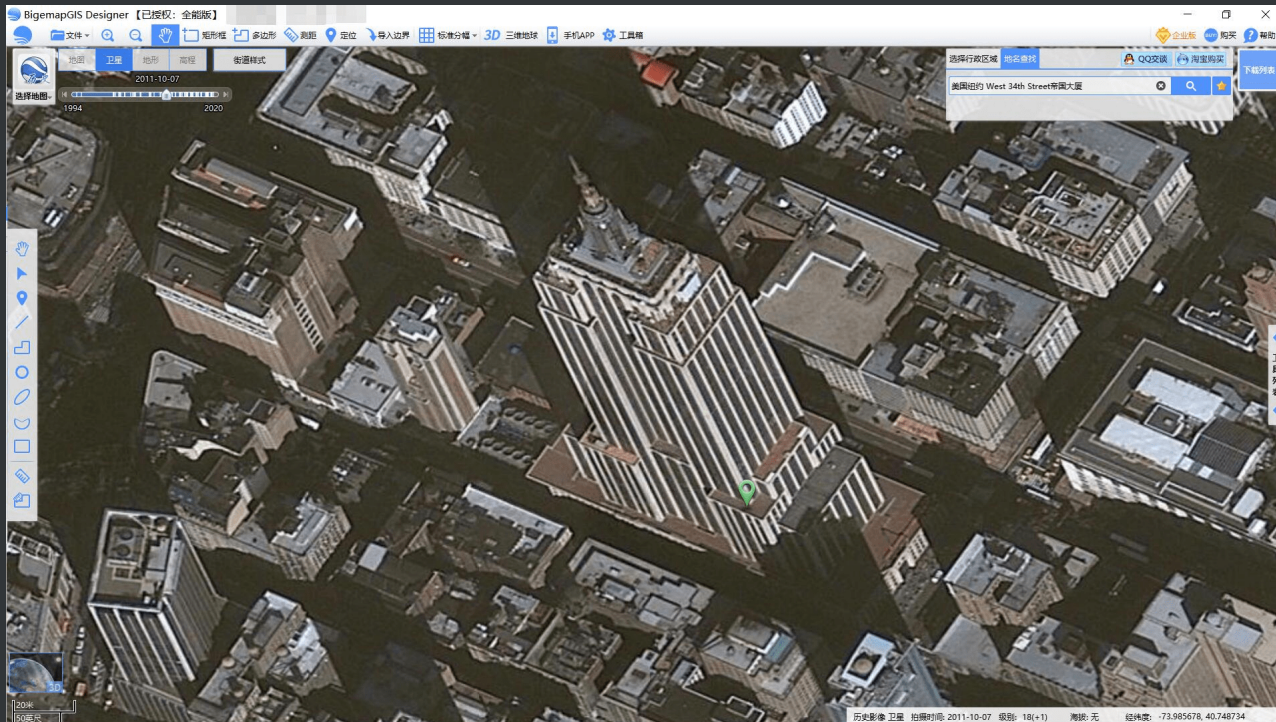 BigemapGIS Designer 【已授权：全能版】
文件 矩形框 多边形 测距 定位 导入边界 标准分幅 3D 三维地球 手机APP 工具箱 企业版 BUY 购买 帮助
地图 卫星 地形 高程 街道样式
选择行政区域 地名查找 QQ交谈 淘宝购买
下载列表
2011-10-07
选择地图
1994 2020
美国纽约 West 34th Street帝国大厦
3D
20米
50英尺
历史影像 卫星 拍摄时间: 2011-10-07 级别: 18(+1) 海拔: 无 经纬度: -73.985678, 40.748734